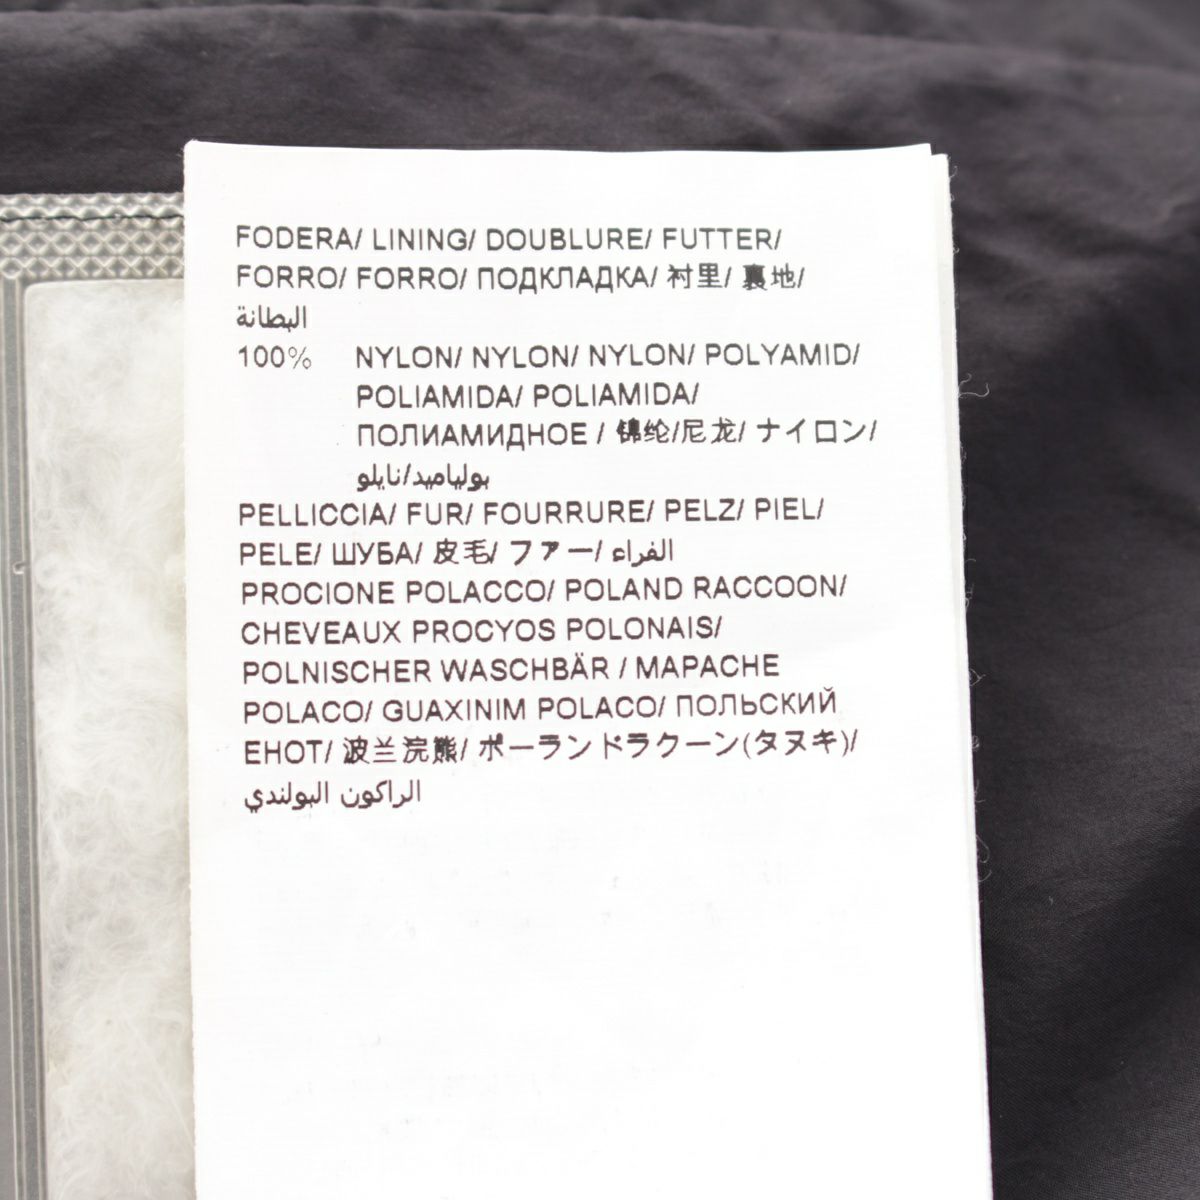 FODERA/ LINING/ DOUBLURE/ FUTTER/
FORRO/ FORRO/ ПОДКЛАДКА/ 衬里/ 裏地/
البطانة
100% NYLON/ NYLON/ NYLON/ POLYAMID/
POLIAMIDA/ POLIAMIDA/
ПОЛИАМИДНОЕ / 锦纶/尼龙/ ナイロン/
بولياميد/نايلو
PELLICCIA/ FUR/ FOURRURE/ PELZ/ PIEL/
PELE/ ШУБА/ 皮毛/ ファー/ الفراء
PROCIONE POLACCO/ POLAND RACCOON/
CHEVEAUX PROCYOS POLONAIS/
POLNISCHER WASCHBÄR / MAPACHE
POLACO/ GUAXINIM POLACO/ ПОЛЬСКИЙ
ЕНОТ/ 波兰浣熊/ ポーランドラクーン(タヌキ)/
الراكون البولندي